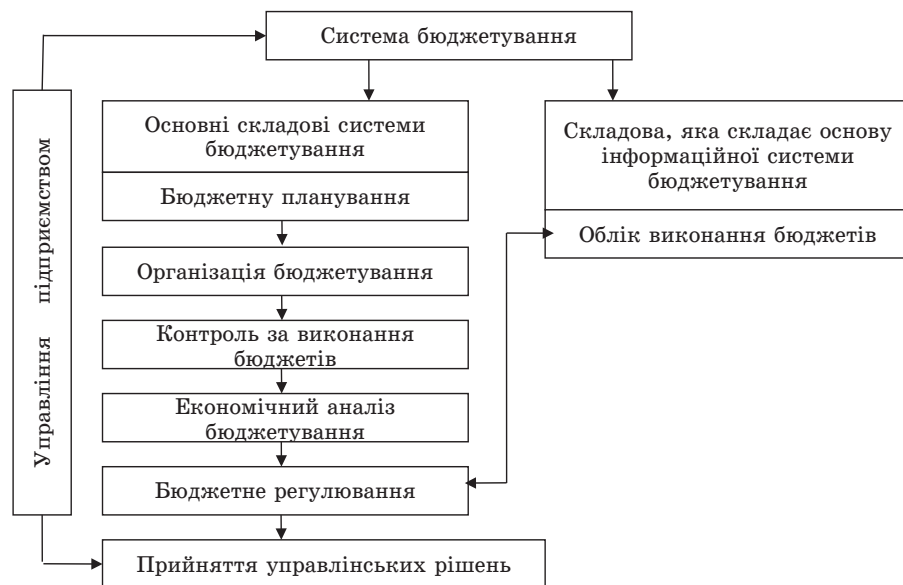 Система бюджетування
Управління підприємством
Основні складові системи
бюджетування
Бюджетну планування
Складова, яка складає основу
інформаційної системи
бюджетування
Облік виконання бюджетів
Організація бюджетування
Контроль за виконання
бюджетів
Економічний аналіз
бюджетування
Бюджетне регулювання
Прийняття управлінських рішень